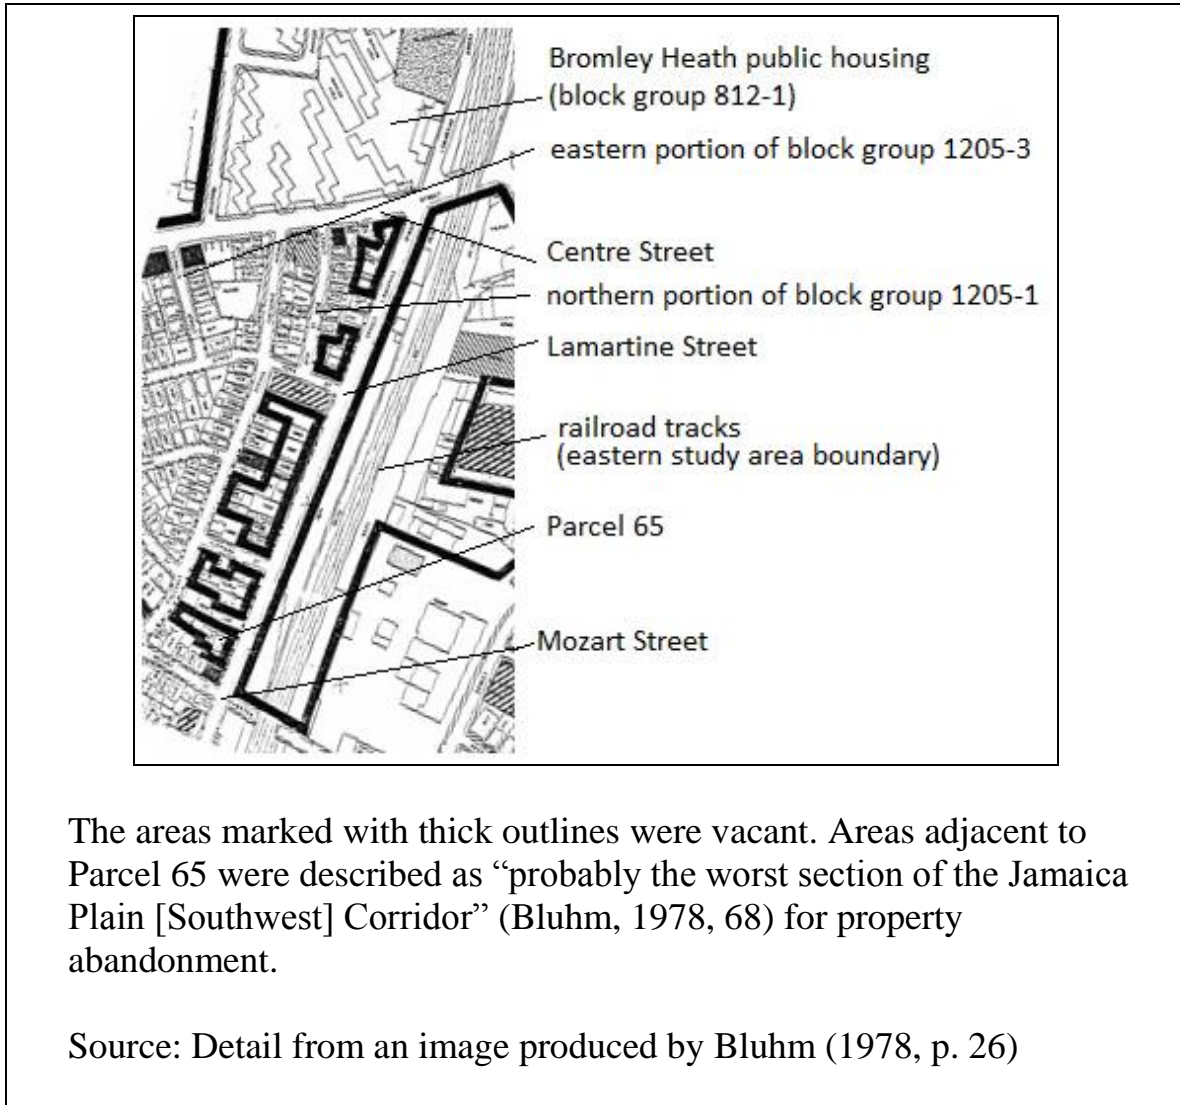 Bromley Heath public housing
(block group 812-1)
eastern portion of block group 1205-3
Centre Street
northern portion of block group 1205-1
Lamartine Street
railroad tracks
(eastern study area boundary)
Parcel 65
Mozart Street
The areas marked with thick outlines were vacant. Areas adjacent to
Parcel 65 were described as “probably the worst section of the Jamaica
Plain [Southwest] Corridor” (Bluhm, 1978, 68) for property
abandonment.
Source: Detail from an image produced by Bluhm (1978, p. 26)